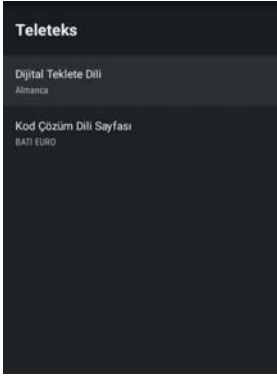 Teleteks
Dijital Teklete Dili
Almanca
Kod Çözüm Dili Sayfası
BATI EURO